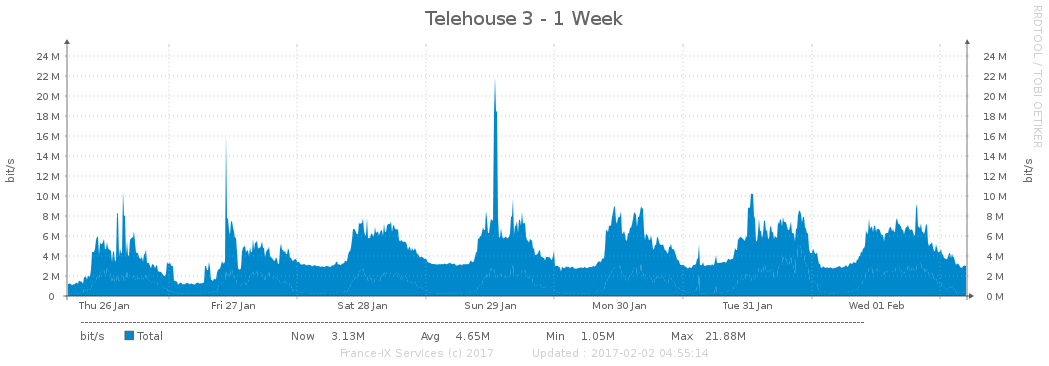 Telehouse 3 - 1 Week
RRDTOOL / TOBI OETIKER
bit/s
24 M 24 M
22 M 22 M
20 M 20 M
18 M 18 M
16 M 16 M
14 M 14 M
12 M 12 M
10 M 10 M
8 M 8 M
6 M 6 M
4 M 4 M
2 M 2 M
0 0 M
bit/s
Thu 26 Jan Fri 27 Jan Sat 28 Jan Sun 29 Jan Mon 30 Jan Tue 31 Jan Wed 01 Feb
bit/s Total Now 3.13M Avg 4.65M Min 1.05M Max 21.88M
France-IX Services (c) 2017 Updated : 2017-02-02 04:55:14